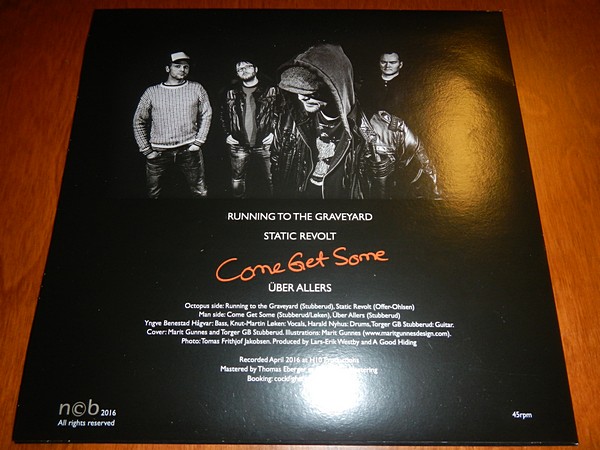 RUNNING TO THE GRAVEYARD
STATIC REVOLT
Come Get Some
ÜBER ALLERS
Octopus side: Running to the Graveyard (Stubberud), Static Revolt (Offer-Ohlsen)
Man side: Come Get Some (Stubberud/Løken), Über Allers (Stubberud)
Yngve Benestad Hågvar: Bass, Knut-Martin Løken: Vocals, Harald Nyhus: Drums, Torger GB Stubberud: Guitar.
Cover: Marit Gunnes and Torger GB Stubberud. Illustrations: Marit Gunnes (www.maritgunnesdesign.com).
Photo: Tomas Frithjof Jakobsen. Produced by Lars-Erik Westby and A Good Hiding
Recorded April 2016 at H10 Productions
Mastered by Thomas Eberger at
Booking:
n©b 2016
All rights reserved
45rpm